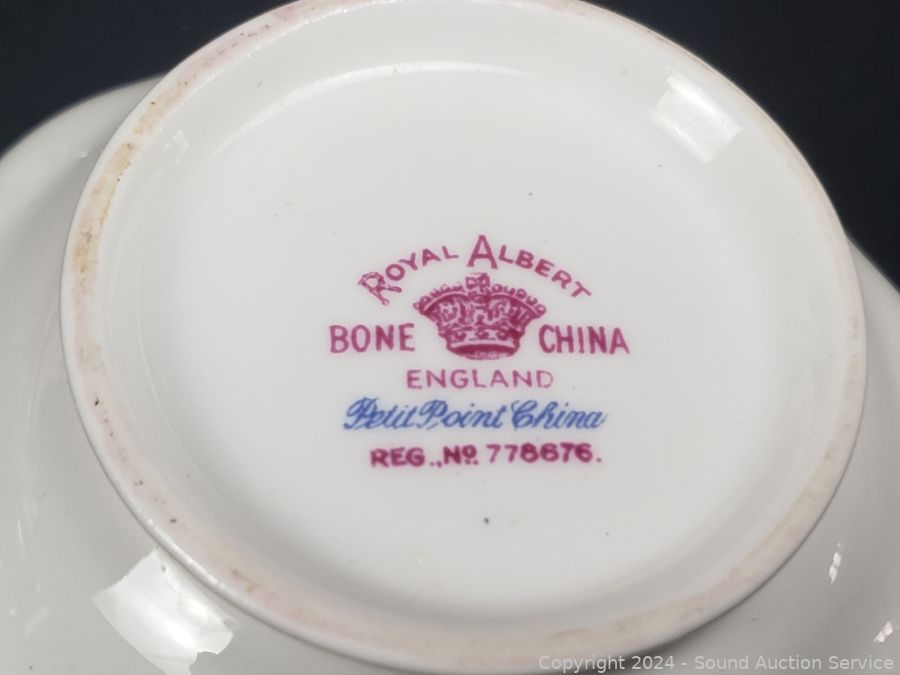 ROYAL ALBERT
BONE CHINA
ENGLAND
Petit Point China
REG. No. 778676.
Copyright 2024 - Sound Auction Service